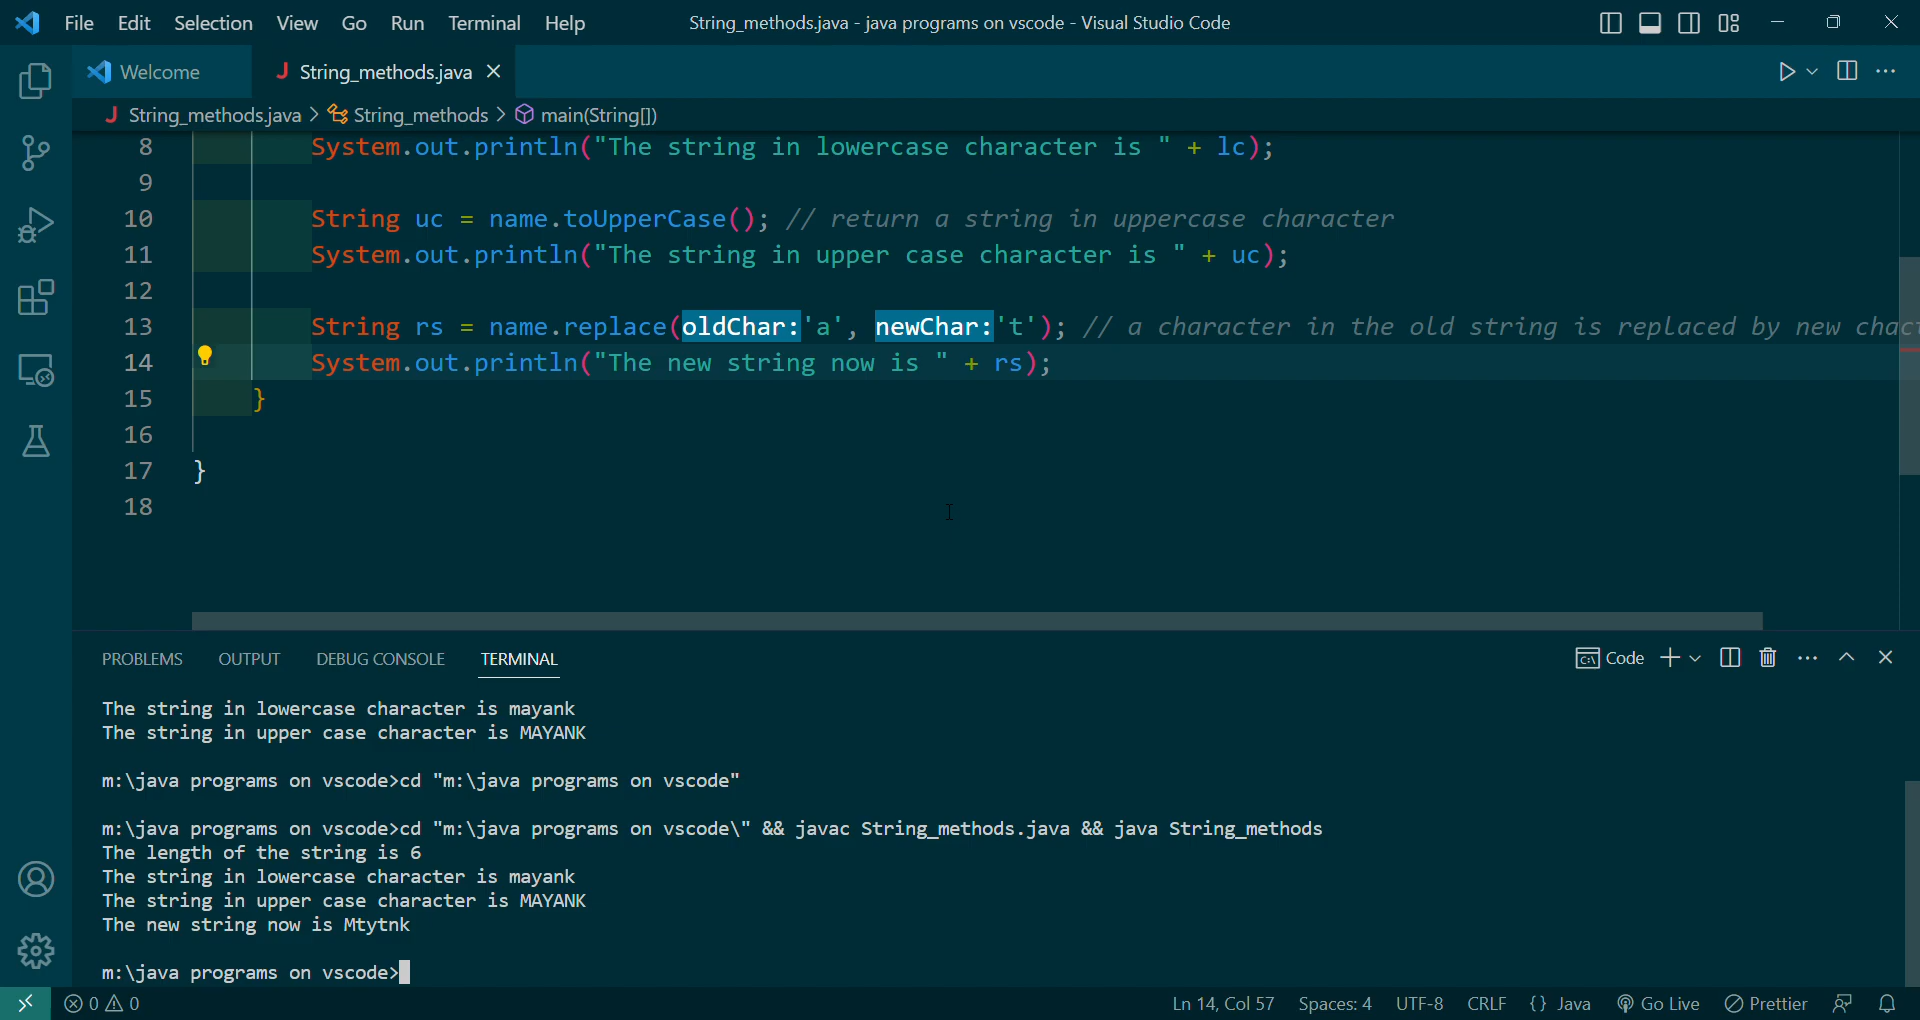 File Edit Selection View Go Run Terminal Help String_methods.java - java programs on vscode - Visual Studio Code
Welcome J String_methods.java
J String_methods.java > String_methods > main(String[])
8 System.out.println("The string in lowercase character is " + lc);
9
10 String uc = name.toUpperCase(); // return a string in uppercase character
11 System.out.println("The string in upper case character is " + uc);
12
13 String rs = name.replace(oldChar:'a', newChar:'t'); // a character in the old string is replaced by new chact
14 System.out.println("The new string now is " + rs);
15 }
16
17 }
18
PROBLEMS OUTPUT DEBUG CONSOLE TERMINAL Code
The string in lowercase character is mayank
The string in upper case character is MAYANK
m:\java programs on vscode>cd "m:\java programs on vscode"
m:\java programs on vscode>cd "m:\java programs on vscode\" && javac String_methods.java && java String_methods
The length of the string is 6
The string in lowercase character is mayank
The string in upper case character is MAYANK
The new string now is Mtytnk
m:\java programs on vscode>
0 0 Ln 14, Col 57 Spaces: 4 UTF-8 CRLF {} Java Go Live Prettier